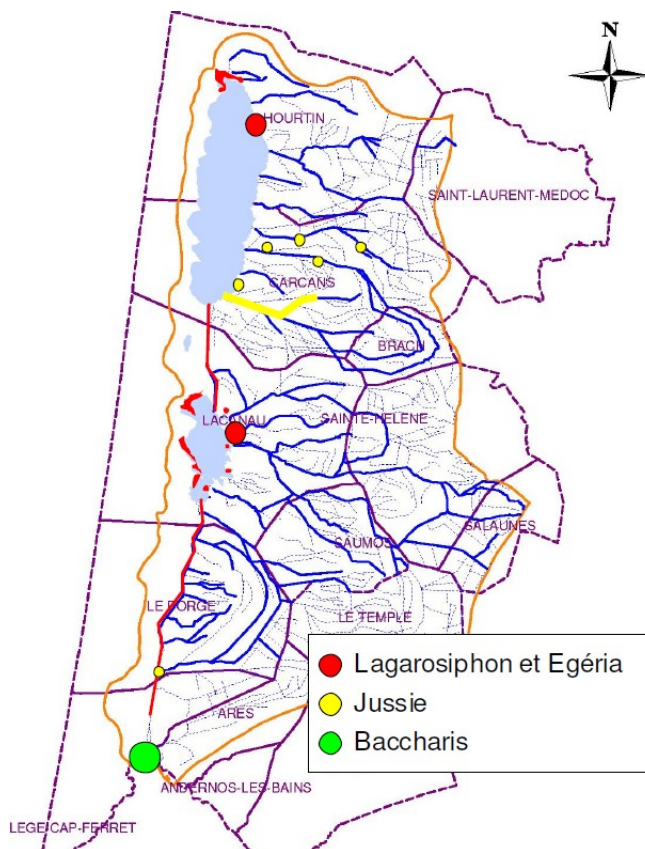 N
HOURTIN
SAINT-LAURENT-MEDOC
CARCANS
BRACH
LACANAU
SAINTE-HELENE
SALAUNES
SAUMOS
LE PORGE
LE TEMPLE
Lagarosiphon et Egéria
Jussie
Baccharis
ARES
ANDERNOS-LES-BAINS
LEGE-CAP-FERRET